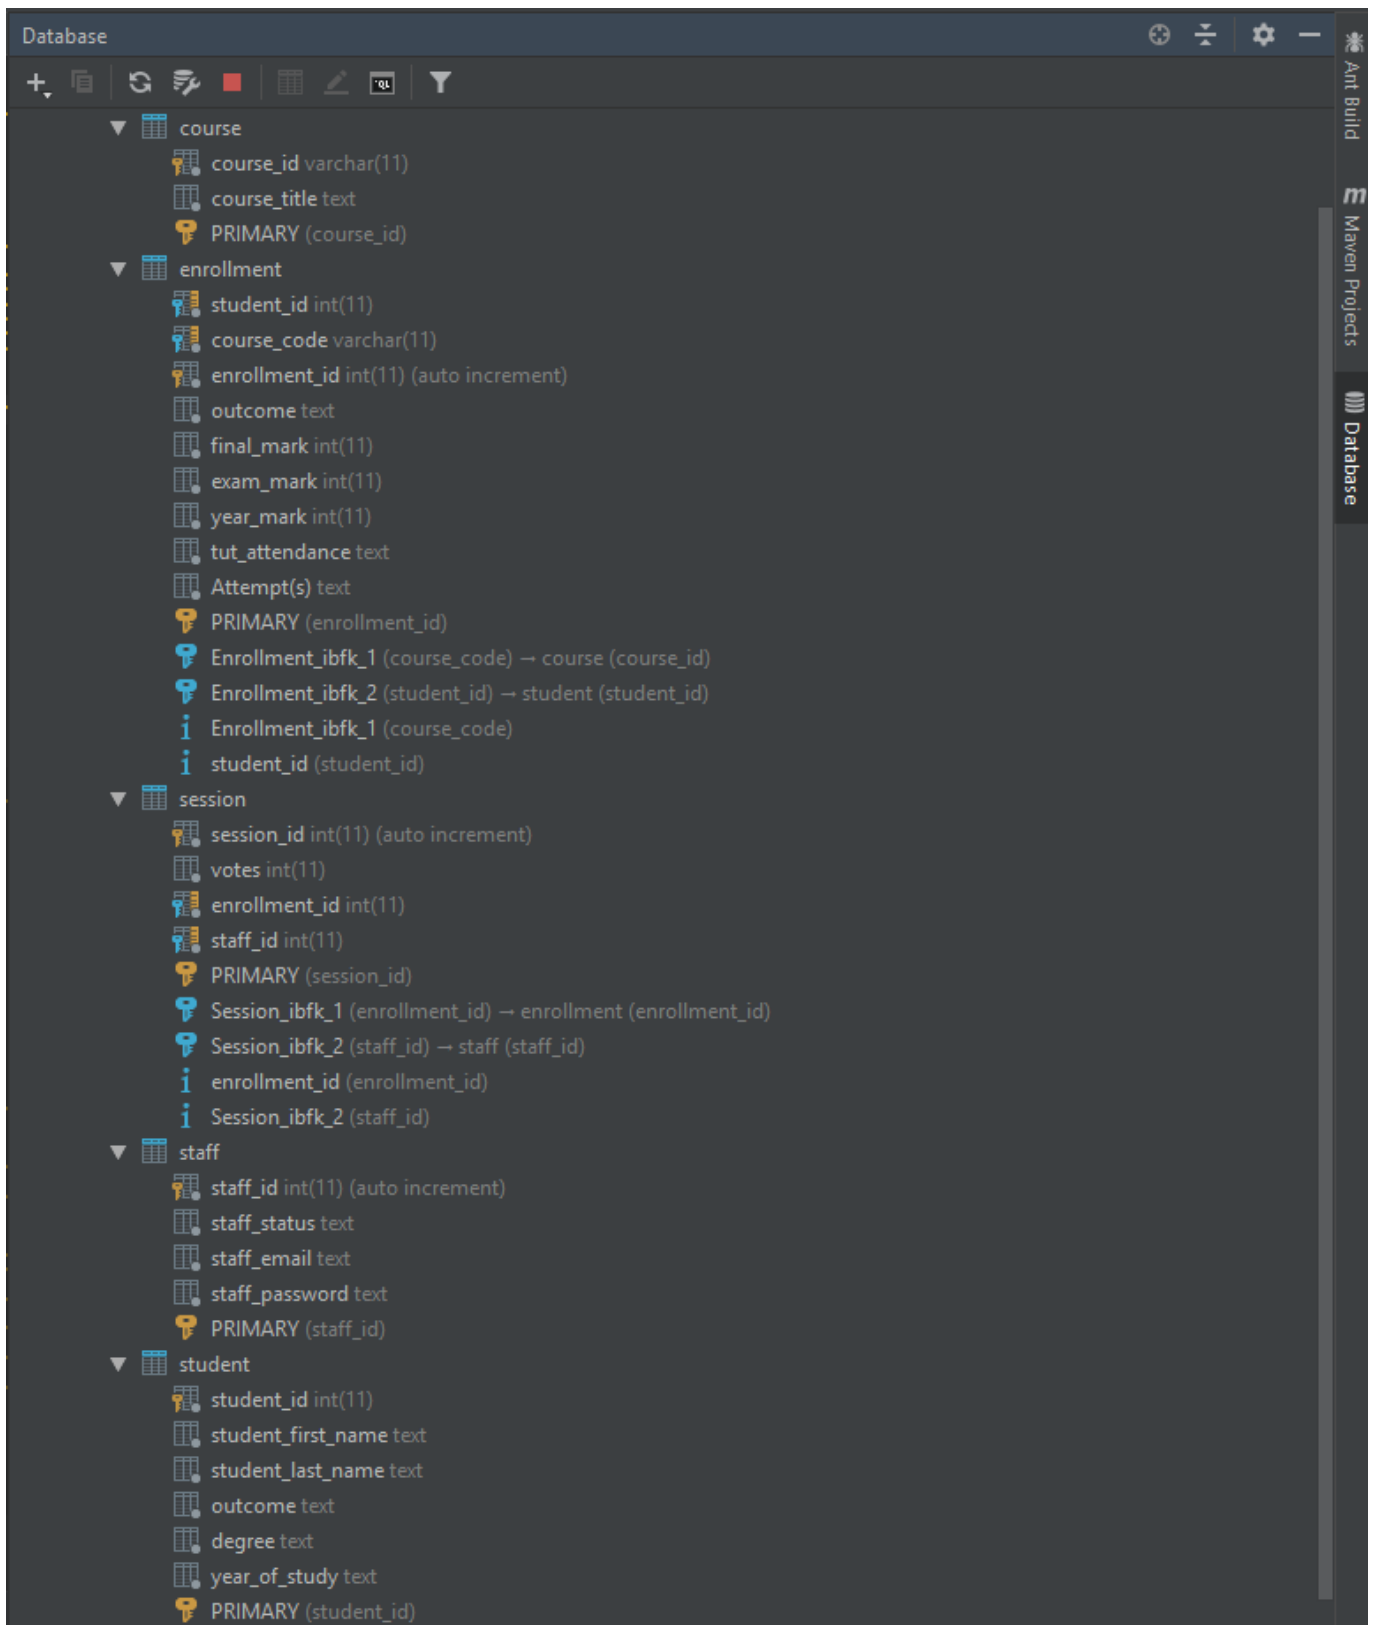 Database
course
course_id varchar(11)
course_title text
PRIMARY (course_id)
enrollment
student_id int(11)
course_code varchar(11)
enrollment_id int(11) (auto increment)
outcome text
final_mark int(11)
exam_mark int(11)
year_mark int(11)
tut_attendance text
Attempt(s) text
PRIMARY (enrollment_id)
Enrollment_ibfk_1 (course_code) → course (course_id)
Enrollment_ibfk_2 (student_id) → student (student_id)
i Enrollment_ibfk_1 (course_code)
i student_id (student_id)
session
session_id int(11) (auto increment)
votes int(11)
enrollment_id int(11)
staff_id int(11)
PRIMARY (session_id)
Session_ibfk_1 (enrollment_id) → enrollment (enrollment_id)
Session_ibfk_2 (staff_id) → staff (staff_id)
i enrollment_id (enrollment_id)
i Session_ibfk_2 (staff_id)
staff
staff_id int(11) (auto increment)
staff_status text
staff_email text
staff_password text
PRIMARY (staff_id)
student
student_id int(11)
student_first_name text
student_last_name text
outcome text
degree text
year_of_study text
PRIMARY (student_id)
Ant Build
m Maven Projects
Database